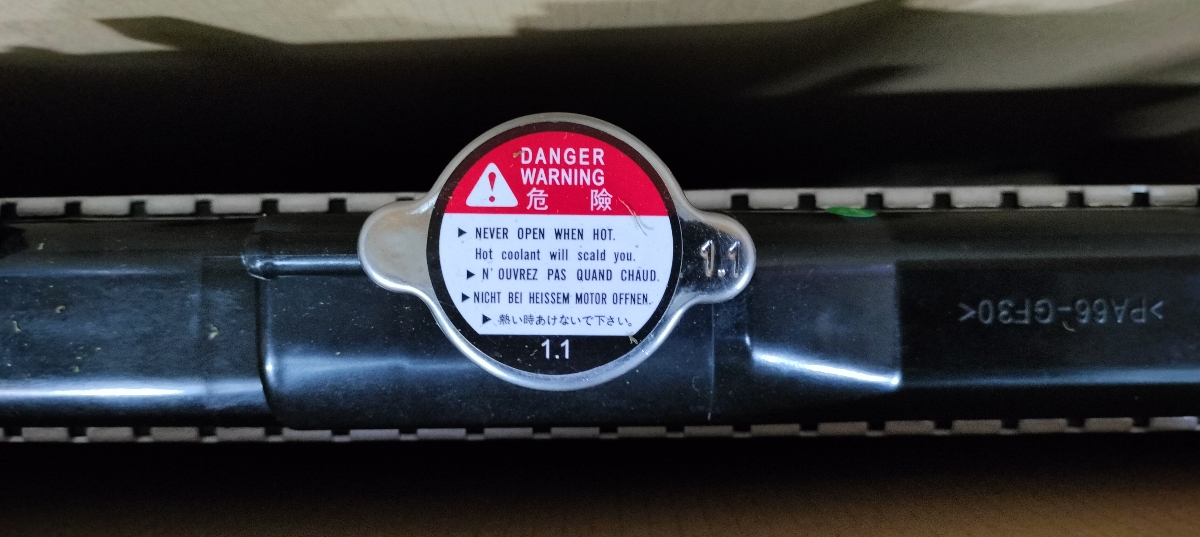 DANGER
WARNING
危 險
▶ NEVER OPEN WHEN HOT.
Hot coolant will scald you.
▶ N'OUVREZ PAS QUAND CHAUD.
▶ NICHT BEI HEISSEM MOTOR OFFNEN.
▶ 熱い時あけないで下さい。
1.1
1.1
>PA66-GF30<